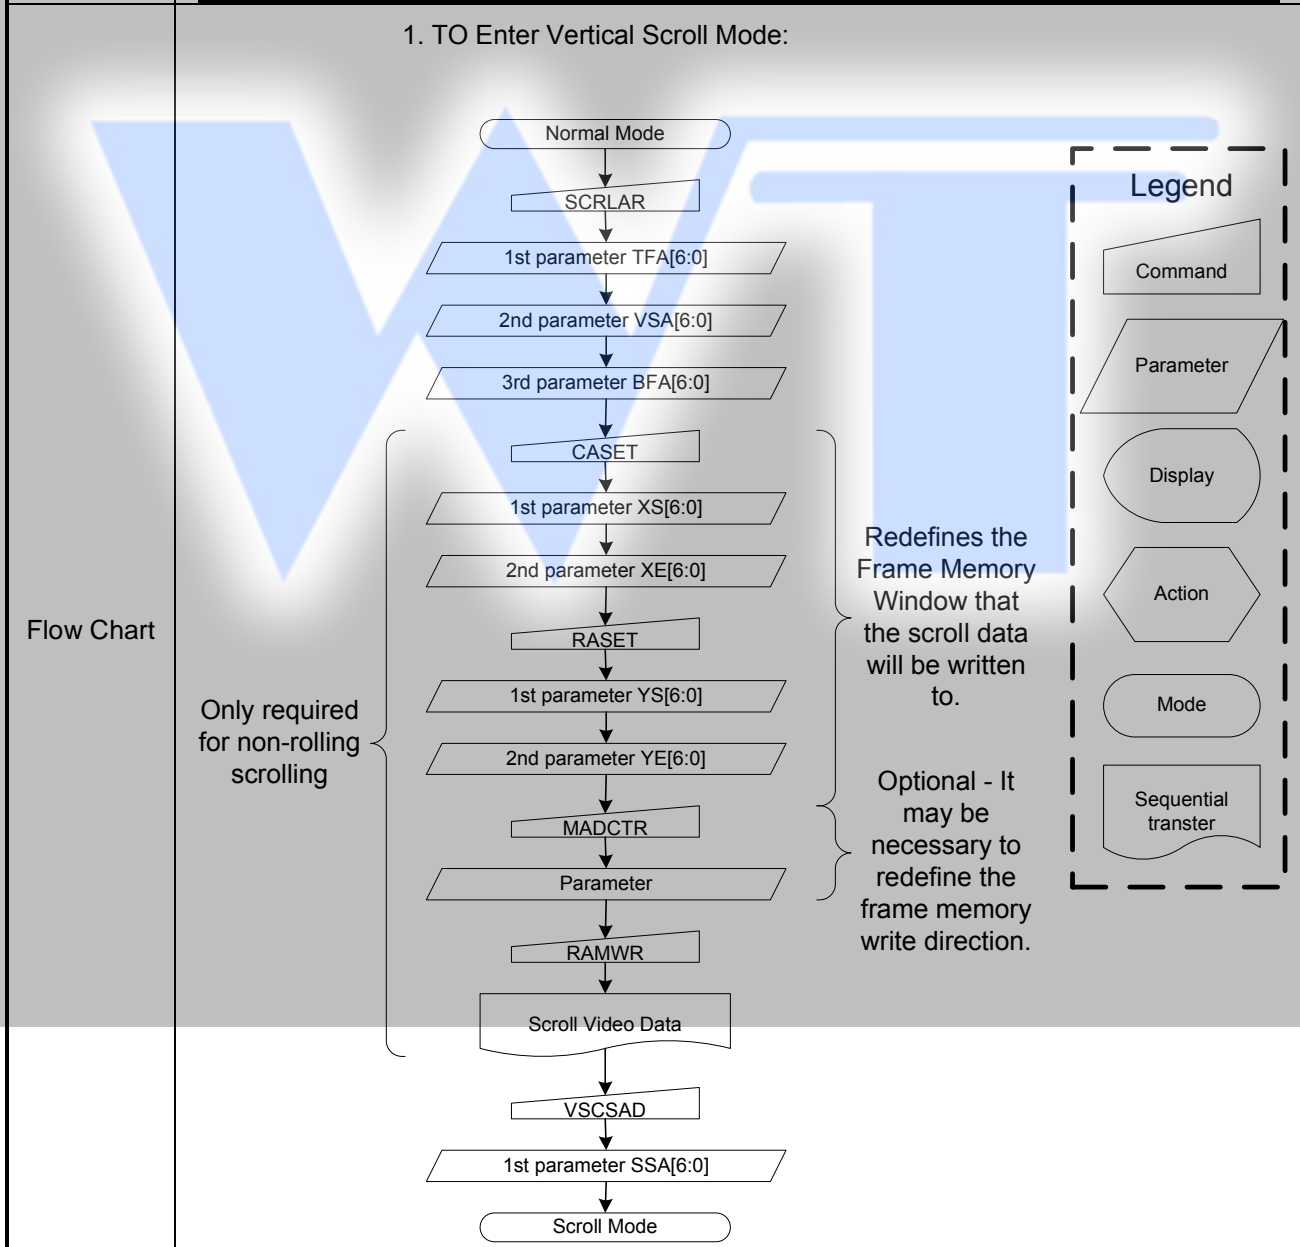 1. TO Enter Vertical Scroll Mode:
Normal Mode
SCRLAR
1st parameter TFA[6:0]
2nd parameter VSA[6:0]
3rd parameter BFA[6:0]
CASET
1st parameter XS[6:0]
2nd parameter XE[6:0]
RASET
1st parameter YS[6:0]
2nd parameter YE[6:0]
MADCTR
Parameter
RAMWR
Scroll Video Data
VSCSAD
1st parameter SSA[6:0]
Scroll Mode
Flow Chart
Only required
for non-rolling
scrolling
Redefines the
Frame Memory
Window that
the scroll data
will be written
to.
Optional - It
may be
necessary to
redefine the
frame memory
write direction.
Legend
Command
Parameter
Display
Action
Mode
Sequential
transter
WT